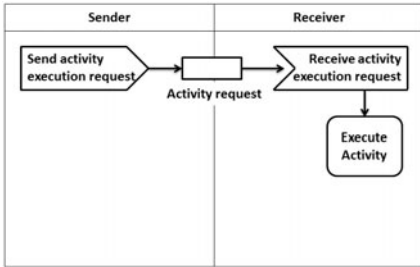 Sender
Receiver
Send activity
execution request
Receive activity
execution request
Activity request
Execute
Activity